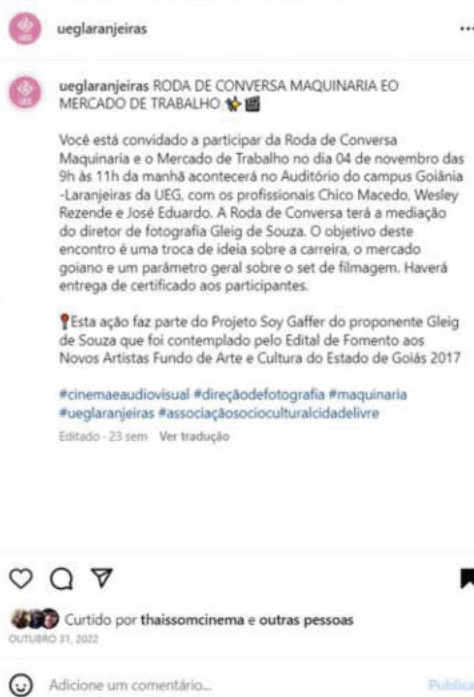 ueglaranjeiras
ueglaranjeiras RODA DE CONVERSA MAQUINARIA EO
MERCADO DE TRABALHO
Você está convidado a participar da Roda de Conversa
Maquinaria e o Mercado de Trabalho no dia 04 de novembro das
9h às 11h da manhã acontecerá no Auditório do campus Goiânia
-Laranjeiras da UEG, com os profissionais Chico Macedo, Wesley
Rezende e José Eduardo. A Roda de Conversa terá a mediação
do diretor de fotografia Gleig de Souza. O objetivo deste
encontro é uma troca de ideia sobre a carreira, o mercado
goiano e um parâmetro geral sobre o set de filmagem. Haverá
entrega de certificado aos participantes.
Esta ação faz parte do Projeto Soy Gaffer do proponente Gleig
de Souza que foi contemplado pelo Edital de Fomento aos
Novos Artistas Fundo de Arte e Cultura do Estado de Goiás 2017
#cinemaeaudiovisual #direçãodefotografia #maquinaria
#ueglaranjeiras #associaçãosocioculturalcidadelivre
Editado · 23 sem Ver tradução
Curtido por thaissomcinema e outras pessoas
OUTUBRO 31, 2022
Adicione um comentário... Publica